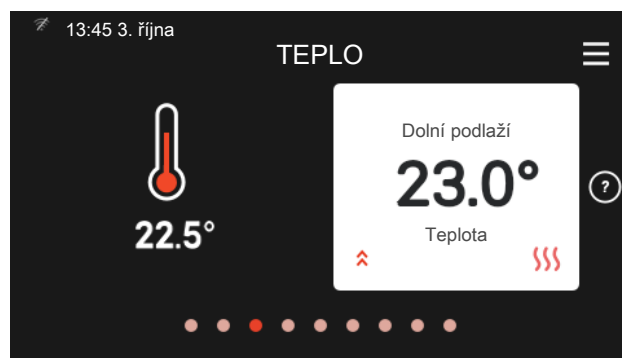 13:45 3. října
TEPLO
22.5°
Dolní podlaží
23.0°
Teplota
?